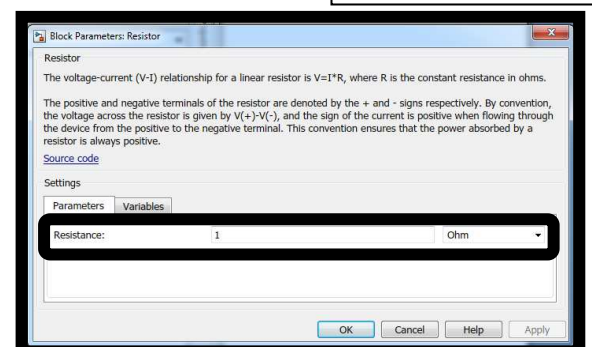 Block Parameters: Resistor
Resistor
The voltage-current (V-I) relationship for a linear resistor is V=I*R, where R is the constant resistance in ohms.
The positive and negative terminals of the resistor are denoted by the + and - signs respectively. By convention,
the voltage across the resistor is given by V(+)-V(-), and the sign of the current is positive when flowing through
the device from the positive to the negative terminal. This convention ensures that the power absorbed by a
resistor is always positive.
Source code
Settings
Parameters Variables
Resistance: 1 Ohm
OK Cancel Help Apply